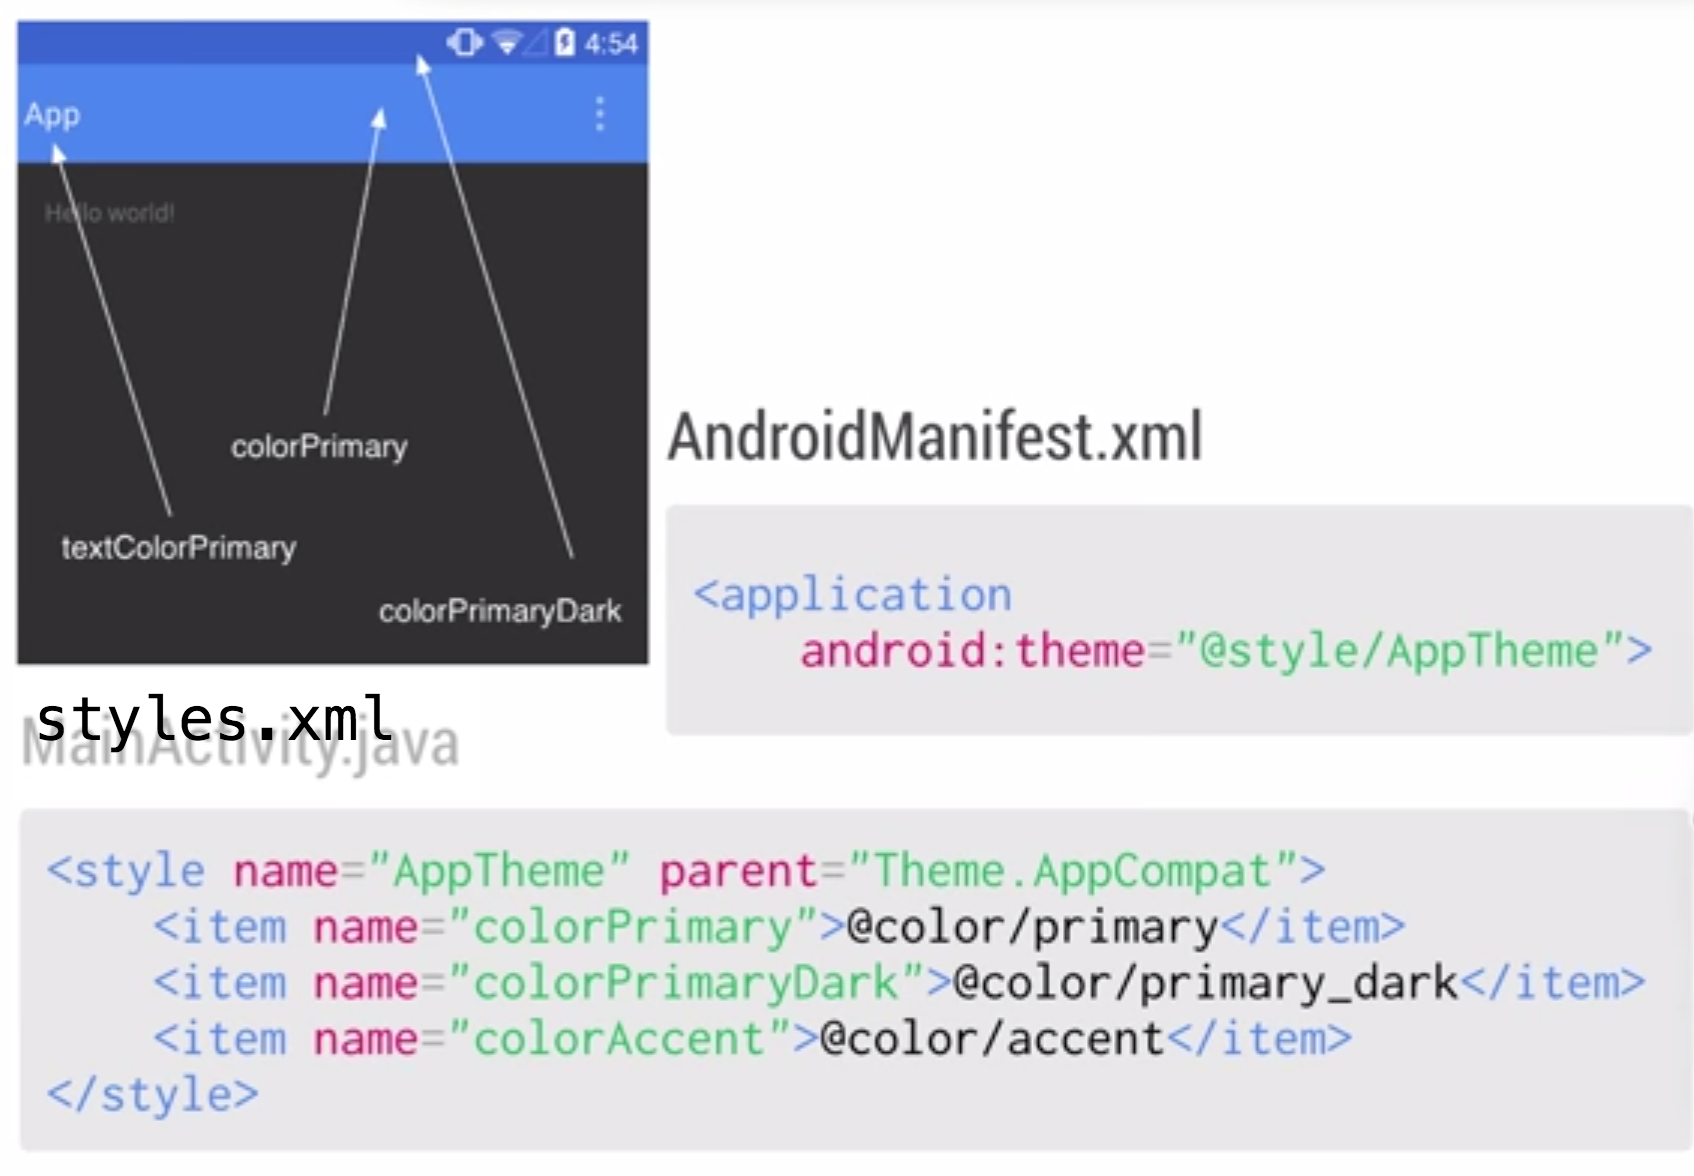 4:54
App
Hello world!
colorPrimary
textColorPrimary
colorPrimaryDark
AndroidManifest.xml
<application
    android:theme="@style/AppTheme">
styles.xml
MainActivity.java
<style name="AppTheme" parent="Theme.AppCompat">
    <item name="colorPrimary">@color/primary</item>
    <item name="colorPrimaryDark">@color/primary_dark</item>
    <item name="colorAccent">@color/accent</item>
</style>